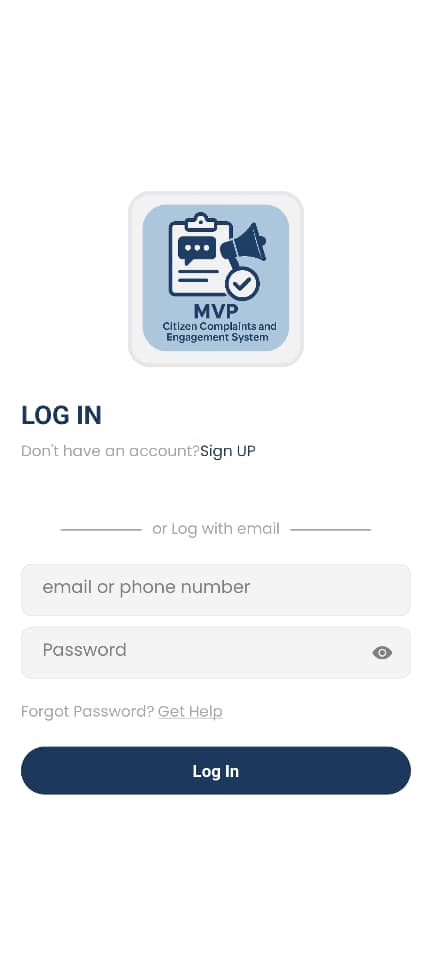 MVP
Citizen Complaints and
Engagement System
LOG IN
Don't have an account?Sign UP
or Log with email
email or phone number
Password
Forgot Password? Get Help
Log In